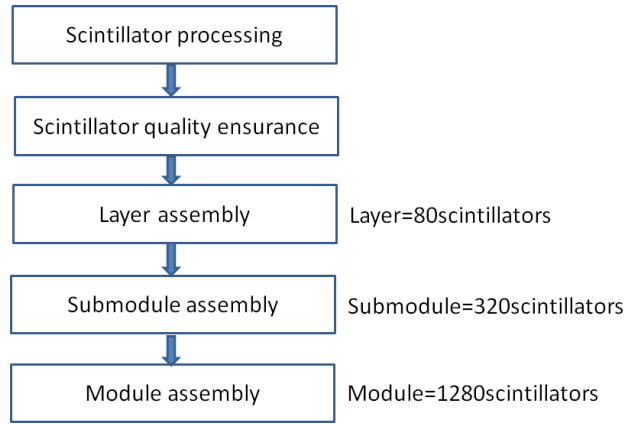 Scintillator processing
Scintillator quality ensurance
Layer assembly
Layer=80scintillators
Submodule assembly
Submodule=320scintillators
Module assembly
Module=1280scintillators